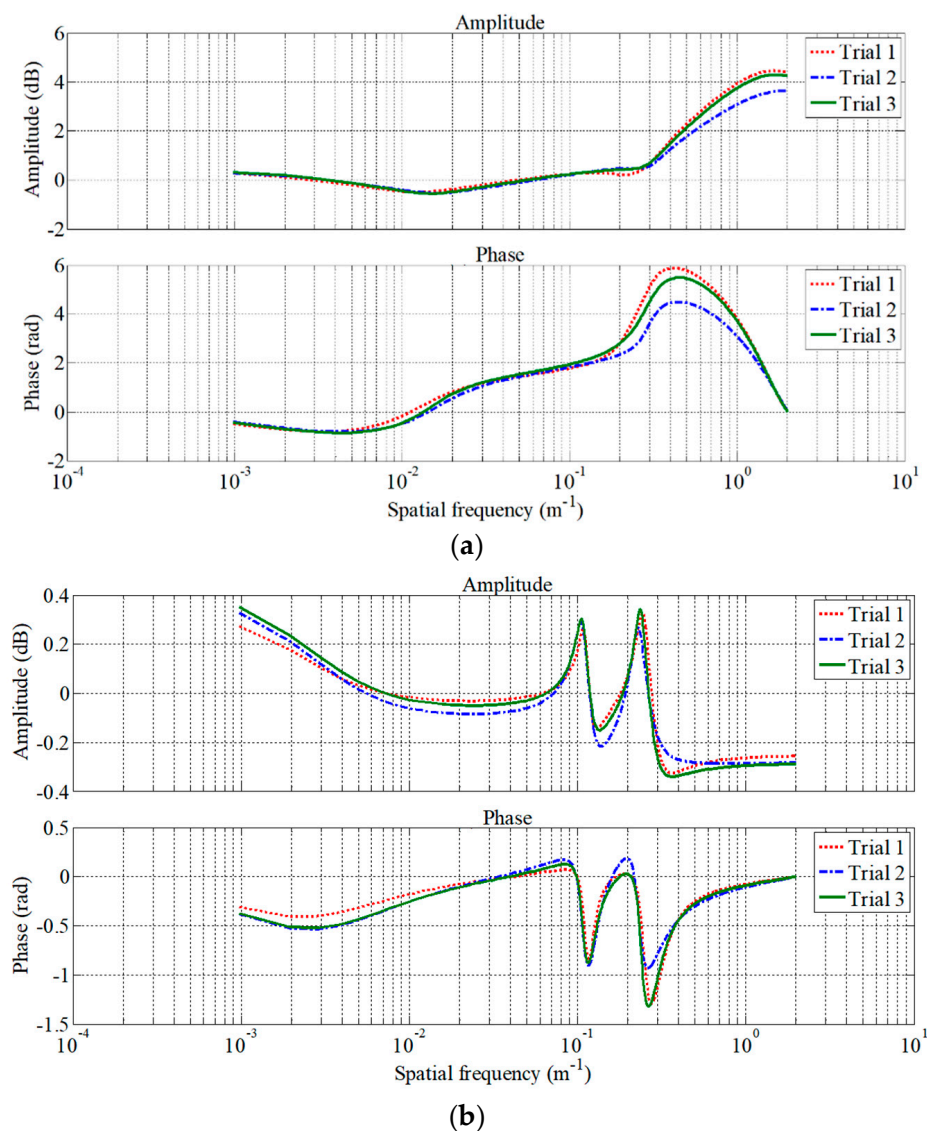 Amplitude
6
4
2
0
-2
Amplitude (dB)
Trial 1
Trial 2
Trial 3
Phase
6
4
2
0
-2
Phase (rad)
Trial 1
Trial 2
Trial 3
10^-4 10^-3 10^-2 10^-1 10^0 10^1
Spatial frequency (m^-1)
(a)
Amplitude
0.4
0.2
0
-0.2
-0.4
Amplitude (dB)
Trial 1
Trial 2
Trial 3
Phase
0.5
0
-0.5
-1
-1.5
Phase (rad)
Trial 1
Trial 2
Trial 3
10^-4 10^-3 10^-2 10^-1 10^0 10^1
Spatial frequency (m^-1)
(b)